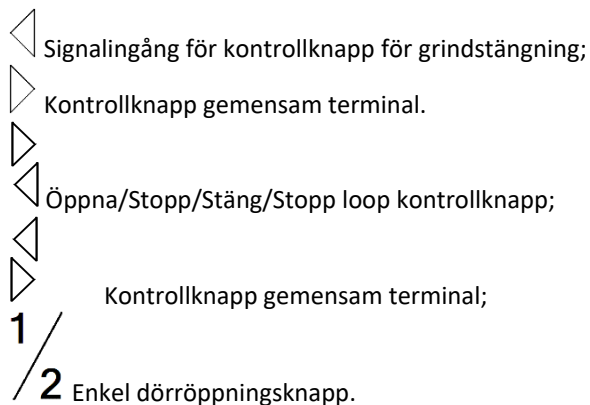 Signalingång för kontrollknapp för grindstängning;
Kontrollknapp gemensam terminal.
Öppna/Stopp/Stäng/Stopp loop kontrollknapp;
Kontrollknapp gemensam terminal;
1/2 Enkel dörröppningsknapp.